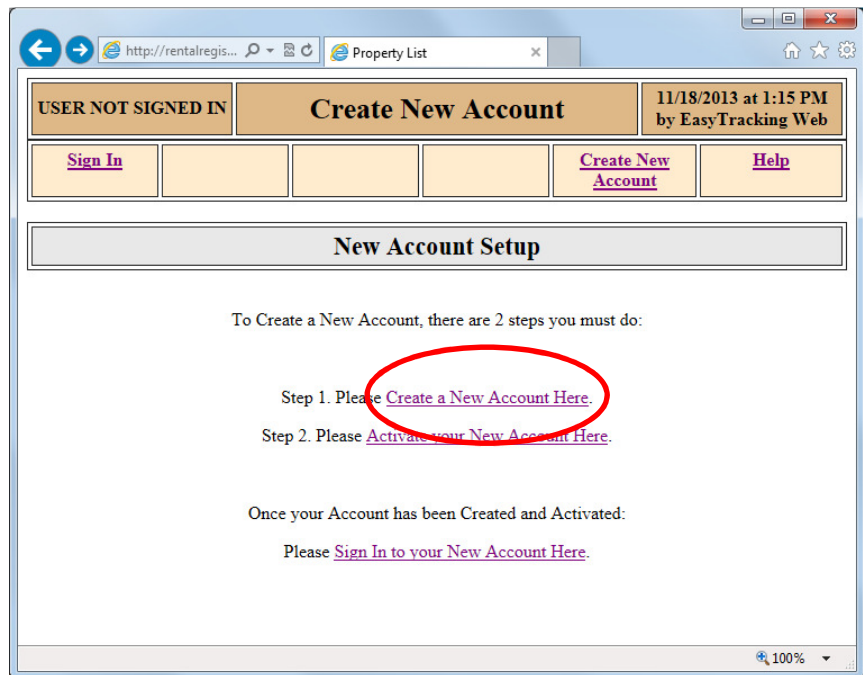 http://rentalregis...
Property List
USER NOT SIGNED IN
Create New Account
11/18/2013 at 1:15 PM
by EasyTracking Web
Sign In
Create New
Account
Help
New Account Setup
To Create a New Account, there are 2 steps you must do:
Step 1. Please Create a New Account Here.
Step 2. Please Activate your New Account Here.
Once your Account has been Created and Activated:
Please Sign In to your New Account Here.
100%